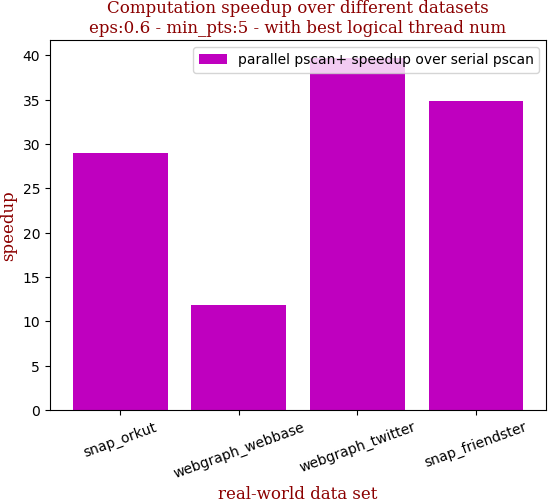 Computation speedup over different datasets
eps:0.6 - min_pts:5 - with best logical thread num
parallel pscan+ speedup over serial pscan
speedup
40
35
30
25
20
15
10
5
0
snap_orkut
webgraph_webbase
webgraph_twitter
snap_friendster
real-world data set